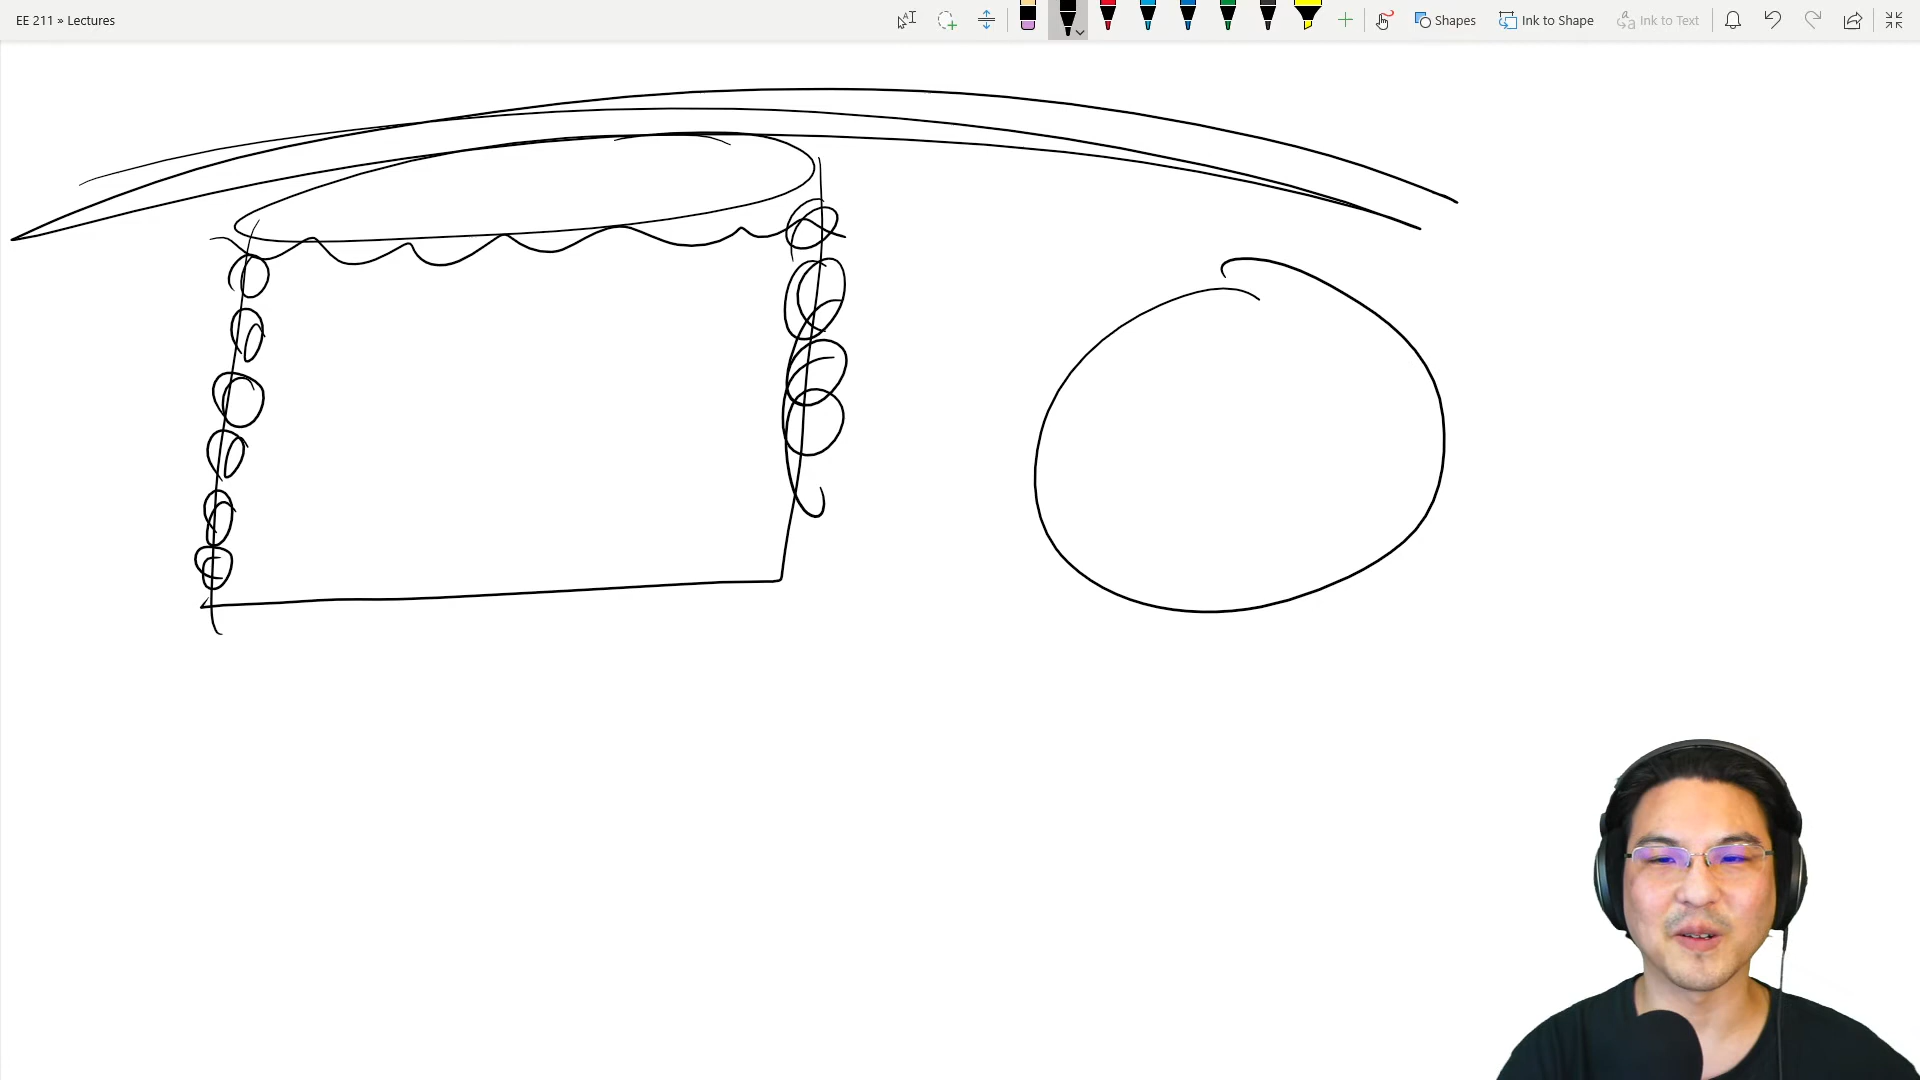 EE 211 » Lectures
Shapes
Ink to Shape
Ink to Text